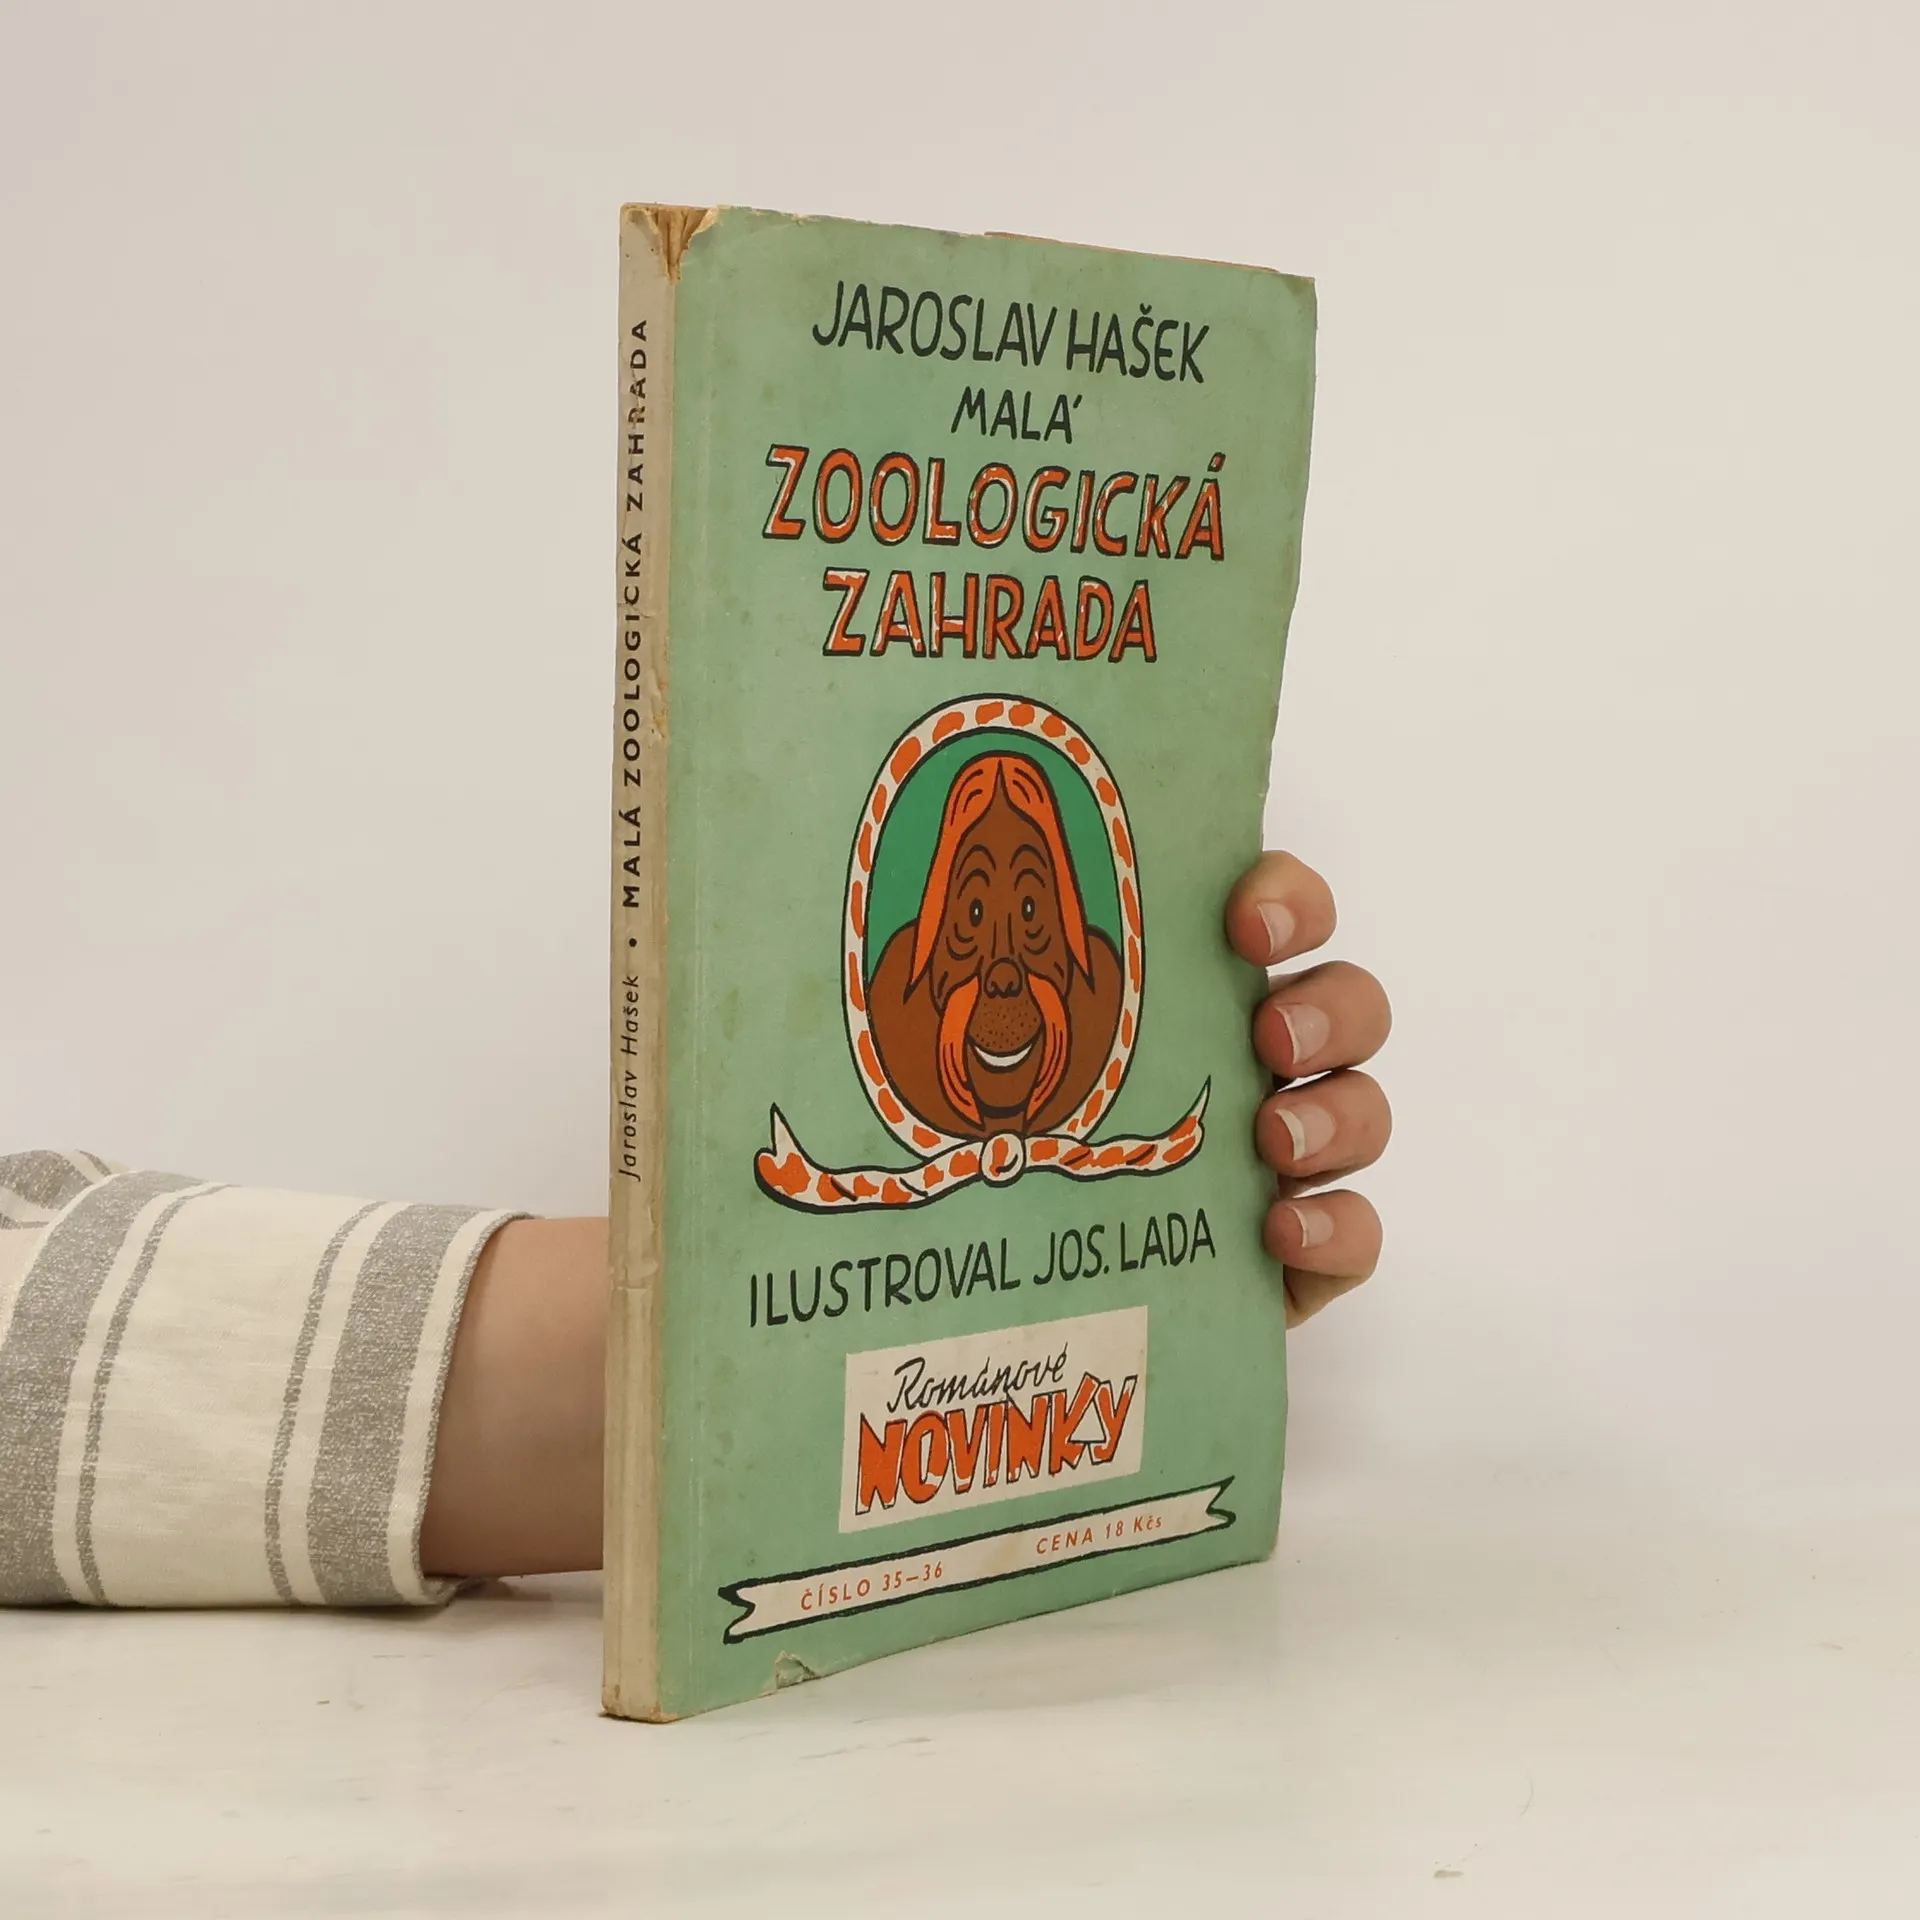 Jaroslav Hašek • MALÁ ZOOLOGICKÁ ZAHRADA
JAROSLAV HAŠEK
MALÁ
ZOOLOGICKÁ
ZAHRADA
ILUSTROVAL JOS. LADA
Románové
NOVINKY
ČÍSLO 35–36 CENA 18 Kčs